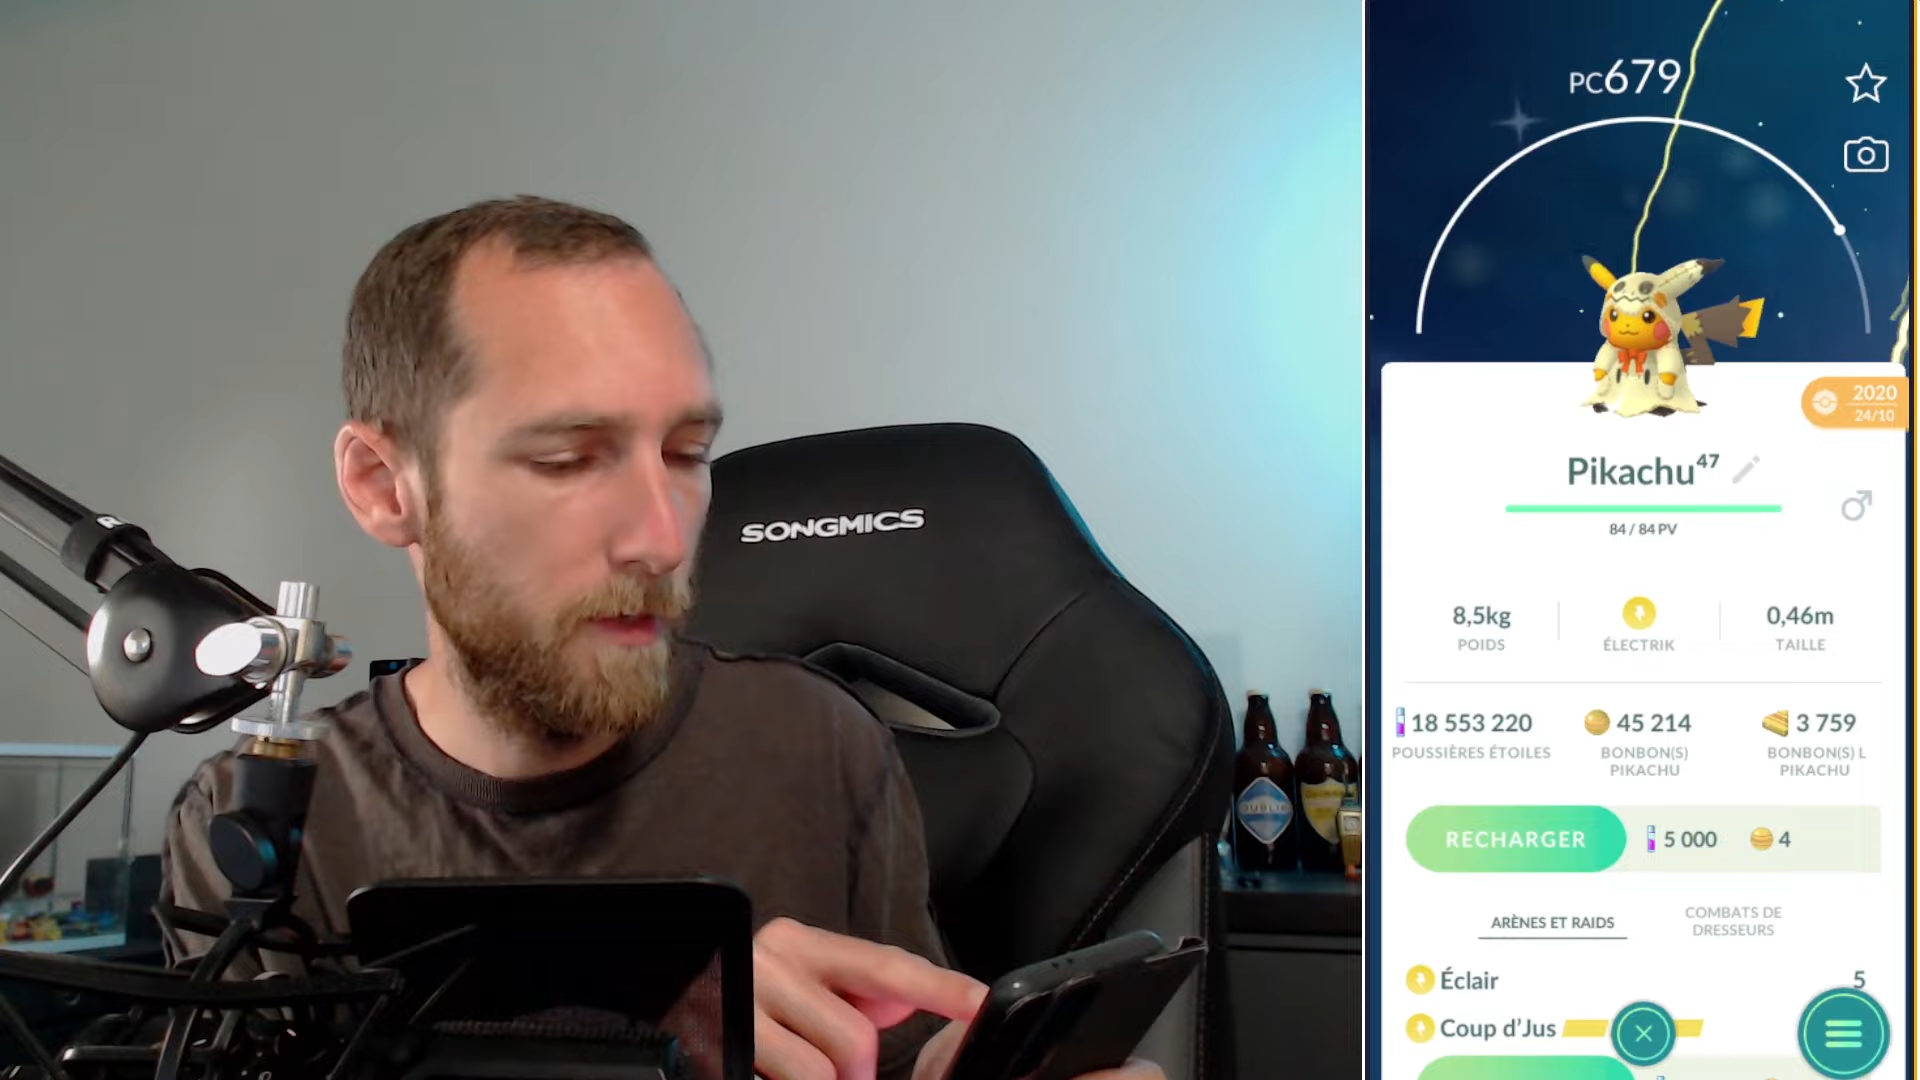 SONGMICS
DUBLIN
PC679
2020
24/10
Pikachu47
84 / 84 PV
8,5kg
POIDS
ÉLECTRIK
0,46m
TAILLE
18 553 220
POUSSIÈRES ÉTOILES
45 214
BONBON(S)
PIKACHU
3 759
BONBON(S) L
PIKACHU
RECHARGER
5 000
4
ARÈNES ET RAIDS
COMBATS DE
DRESSEURS
Éclair
5
Coup d'Jus